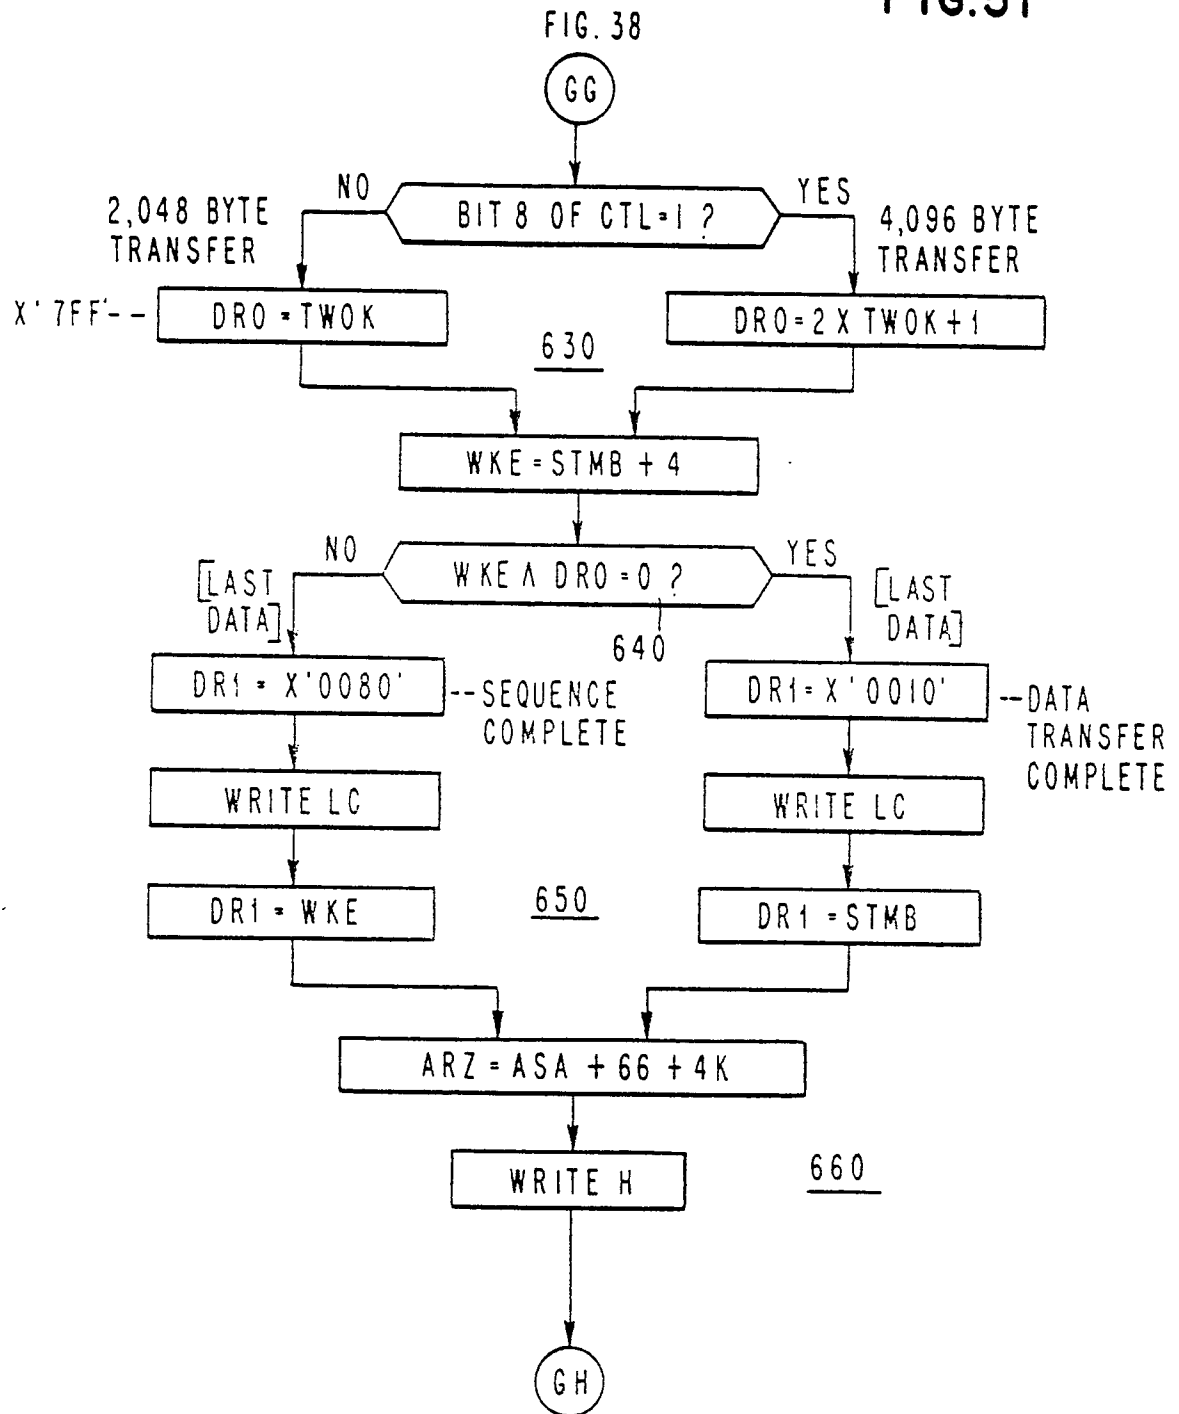 FIG. 38
GG
NO
BIT 8 OF CTL=1 ?
YES
2,048 BYTE
TRANSFER
4,096 BYTE
TRANSFER
X'7FF'--
DR0 = TWOK
DR0=2 X TWOK+1
630
WKE=STMB + 4
NO
WKE Λ DR0=0 ?
YES
[LAST
DATA]
640
[LAST
DATA]
DR1 = X'0080'
--SEQUENCE
COMPLETE
DR1= X'0010'
--DATA
TRANSFER
COMPLETE
WRITE LC
WRITE LC
DR1 = WKE
650
DR1 = STMB
ARZ = ASA + 66 + 4K
WRITE H
660
GH